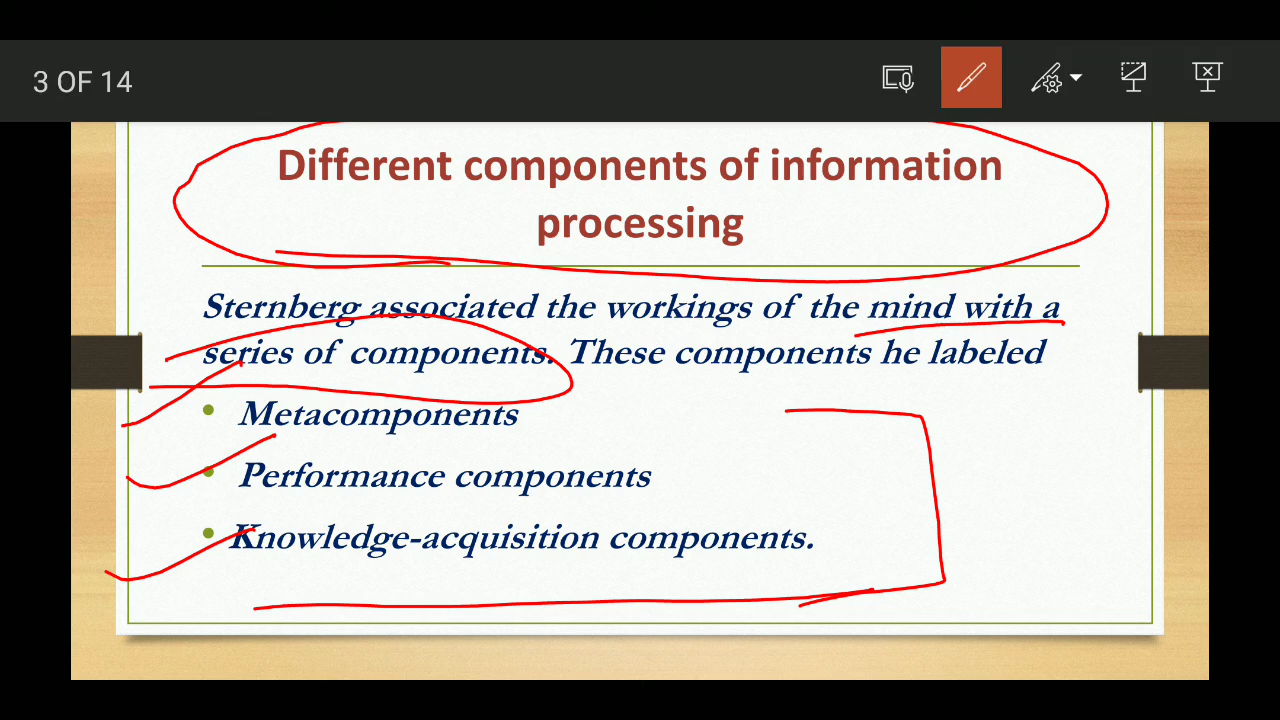 3 OF 14
Different components of information
processing
Sternberg associated the workings of the mind with a
series of components. These components he labeled
• Metacomponents
• Performance components
• Knowledge-acquisition components.